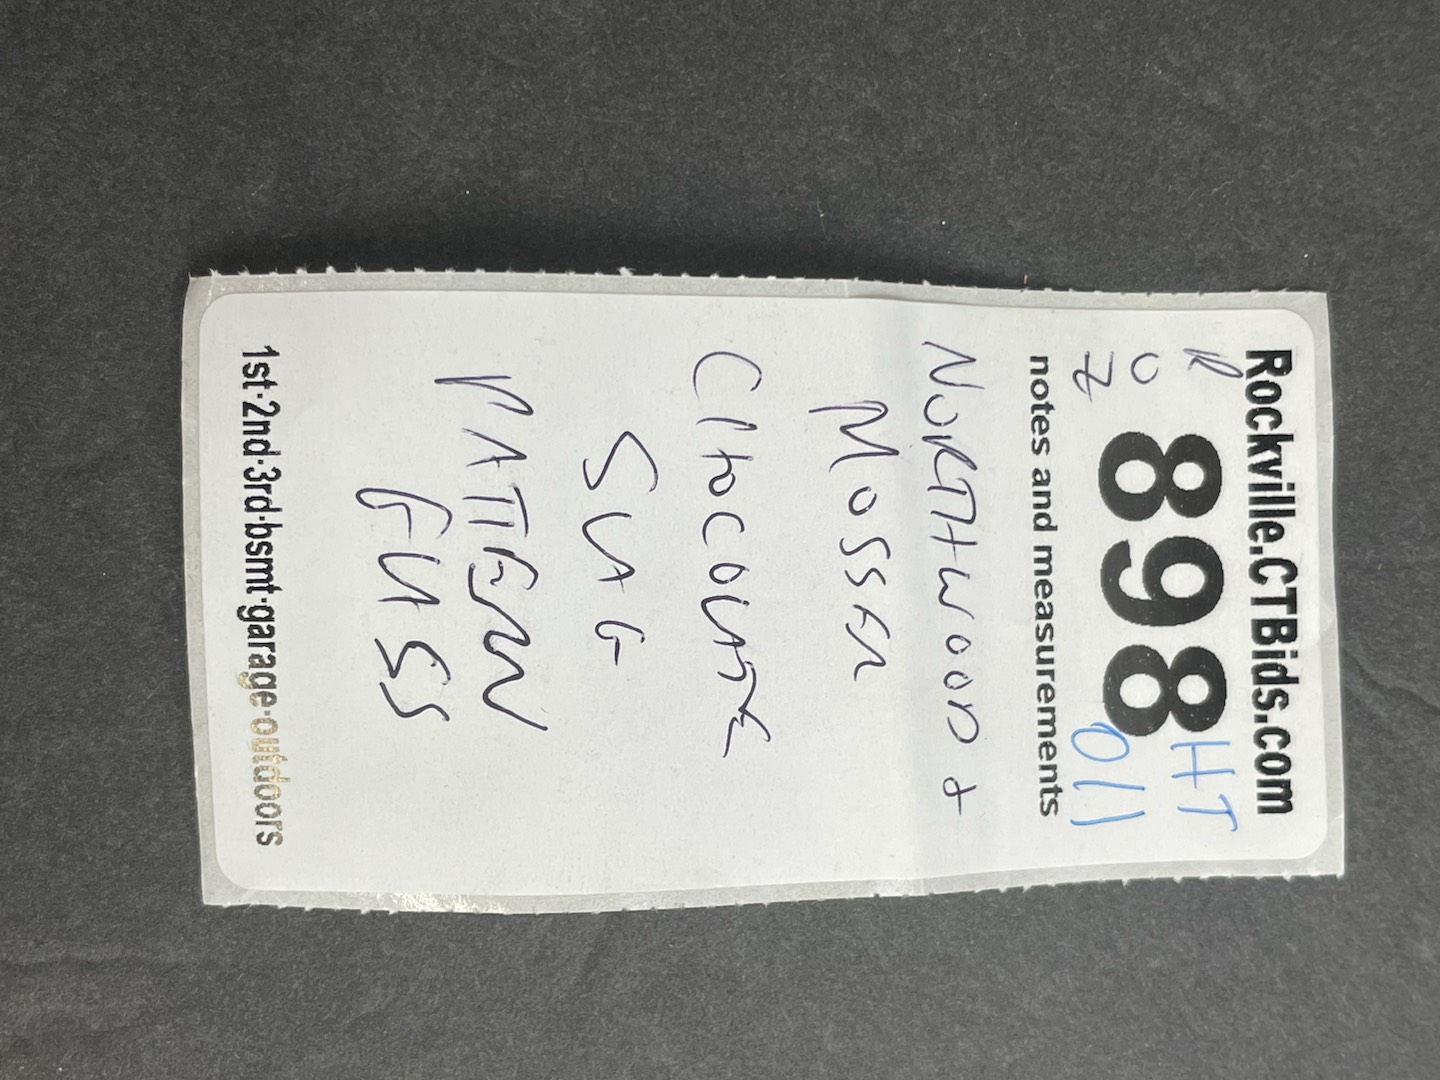 Rockville.CTBids.com
R
O
Z
898
HT
011
notes and measurements
NORTHWOOD &
MOSSER
CHOCOLATE
SLAG
PATTERN
GLASS
1st·2nd·3rd·bsmt·garage·outdoors